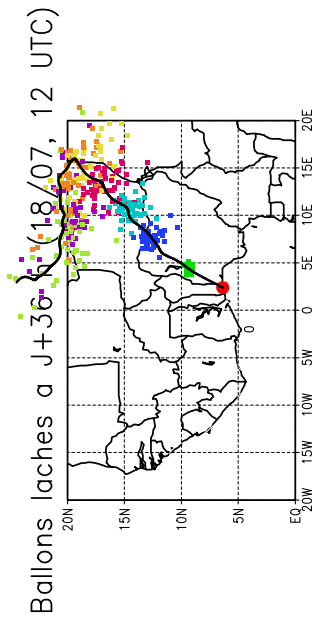 Ballons laches a J+36 h (18/07, 12 UTC)
20N
15N
10N
5N
EQ
0
20W 15W 10W 5W 0 5E 10E 15E 20E